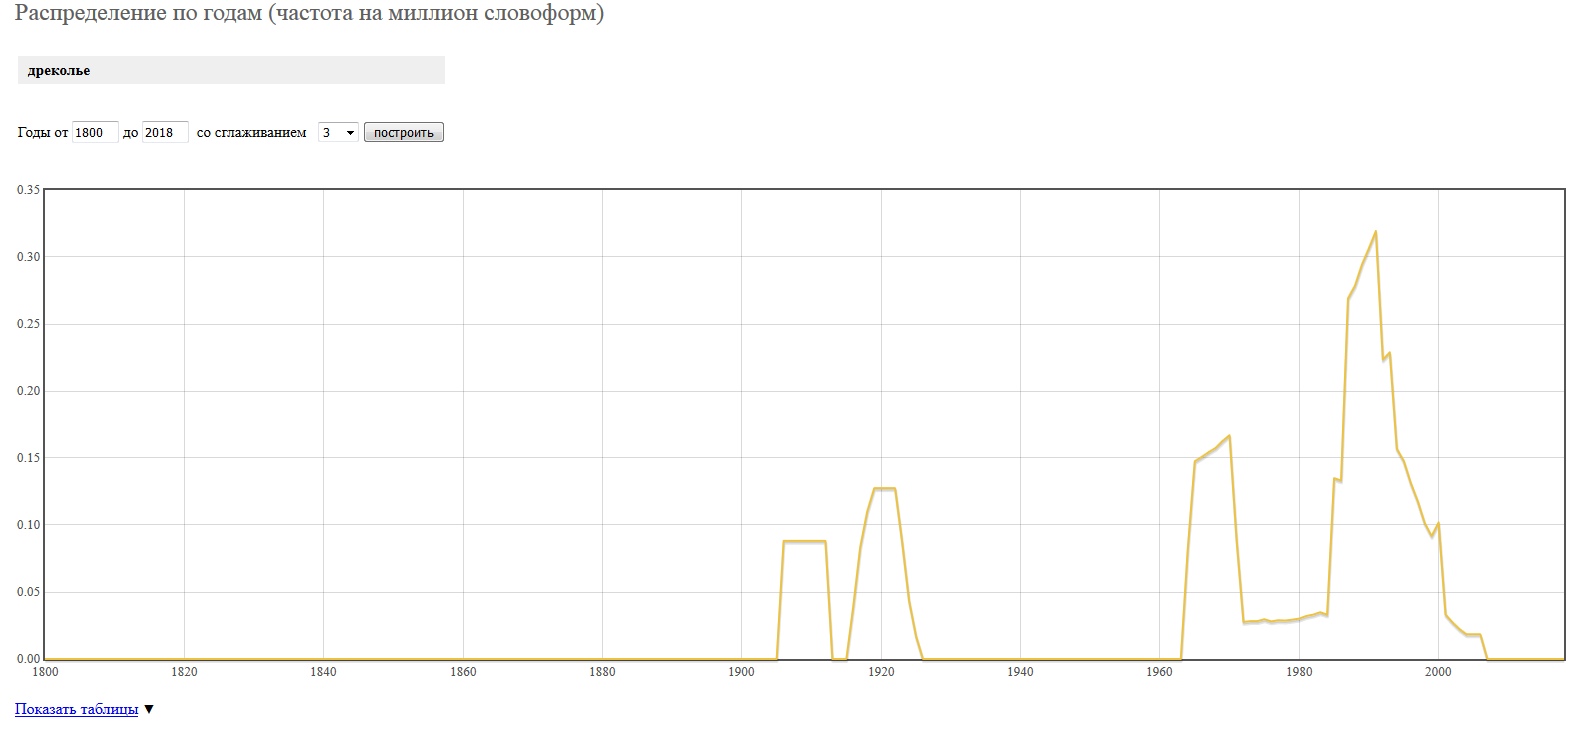 Распределение по годам (частота на миллион словоформ)
дреколье
Годы от 1800 до 2018 со сглаживанием 3 построить
0.35
0.30
0.25
0.20
0.15
0.10
0.05
0.00
1800 1820 1840 1860 1880 1900 1920 1940 1960 1980 2000
Показать таблицы ▼